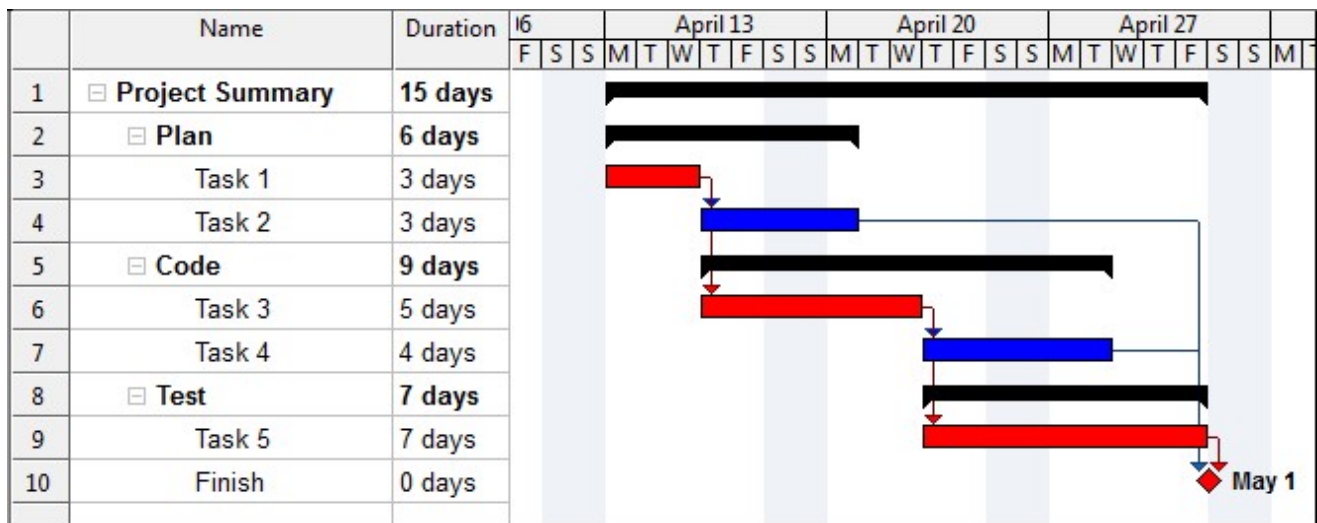 Name Duration 06 April 13 April 20 April 27
F S S M T W T F S S M T W T F S S M T W T F S S M T
1 Project Summary 15 days
2 Plan 6 days
3 Task 1 3 days
4 Task 2 3 days
5 Code 9 days
6 Task 3 5 days
7 Task 4 4 days
8 Test 7 days
9 Task 5 7 days
10 Finish 0 days May 1